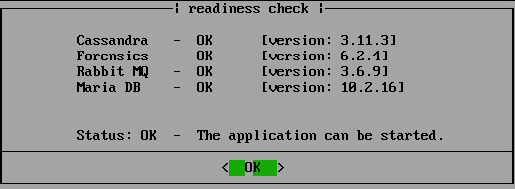 readiness check
Cassandra - OK [version: 3.11.3]
Forensics - OK [version: 6.2.4]
Rabbit MQ - OK [version: 3.6.9]
Maria DB - OK [version: 10.2.16]
Status: OK - The application can be started.
< OK >